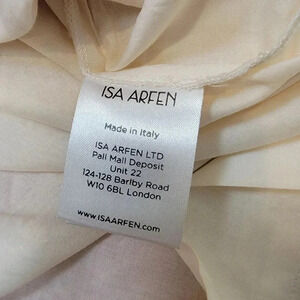 ISA ARFEN
Made in Italy
ISA ARFEN LTD
Pall Mall Deposit
Unit 22
124-128 Barlby Road
W10 6BL London
www.ISAARFEN.com